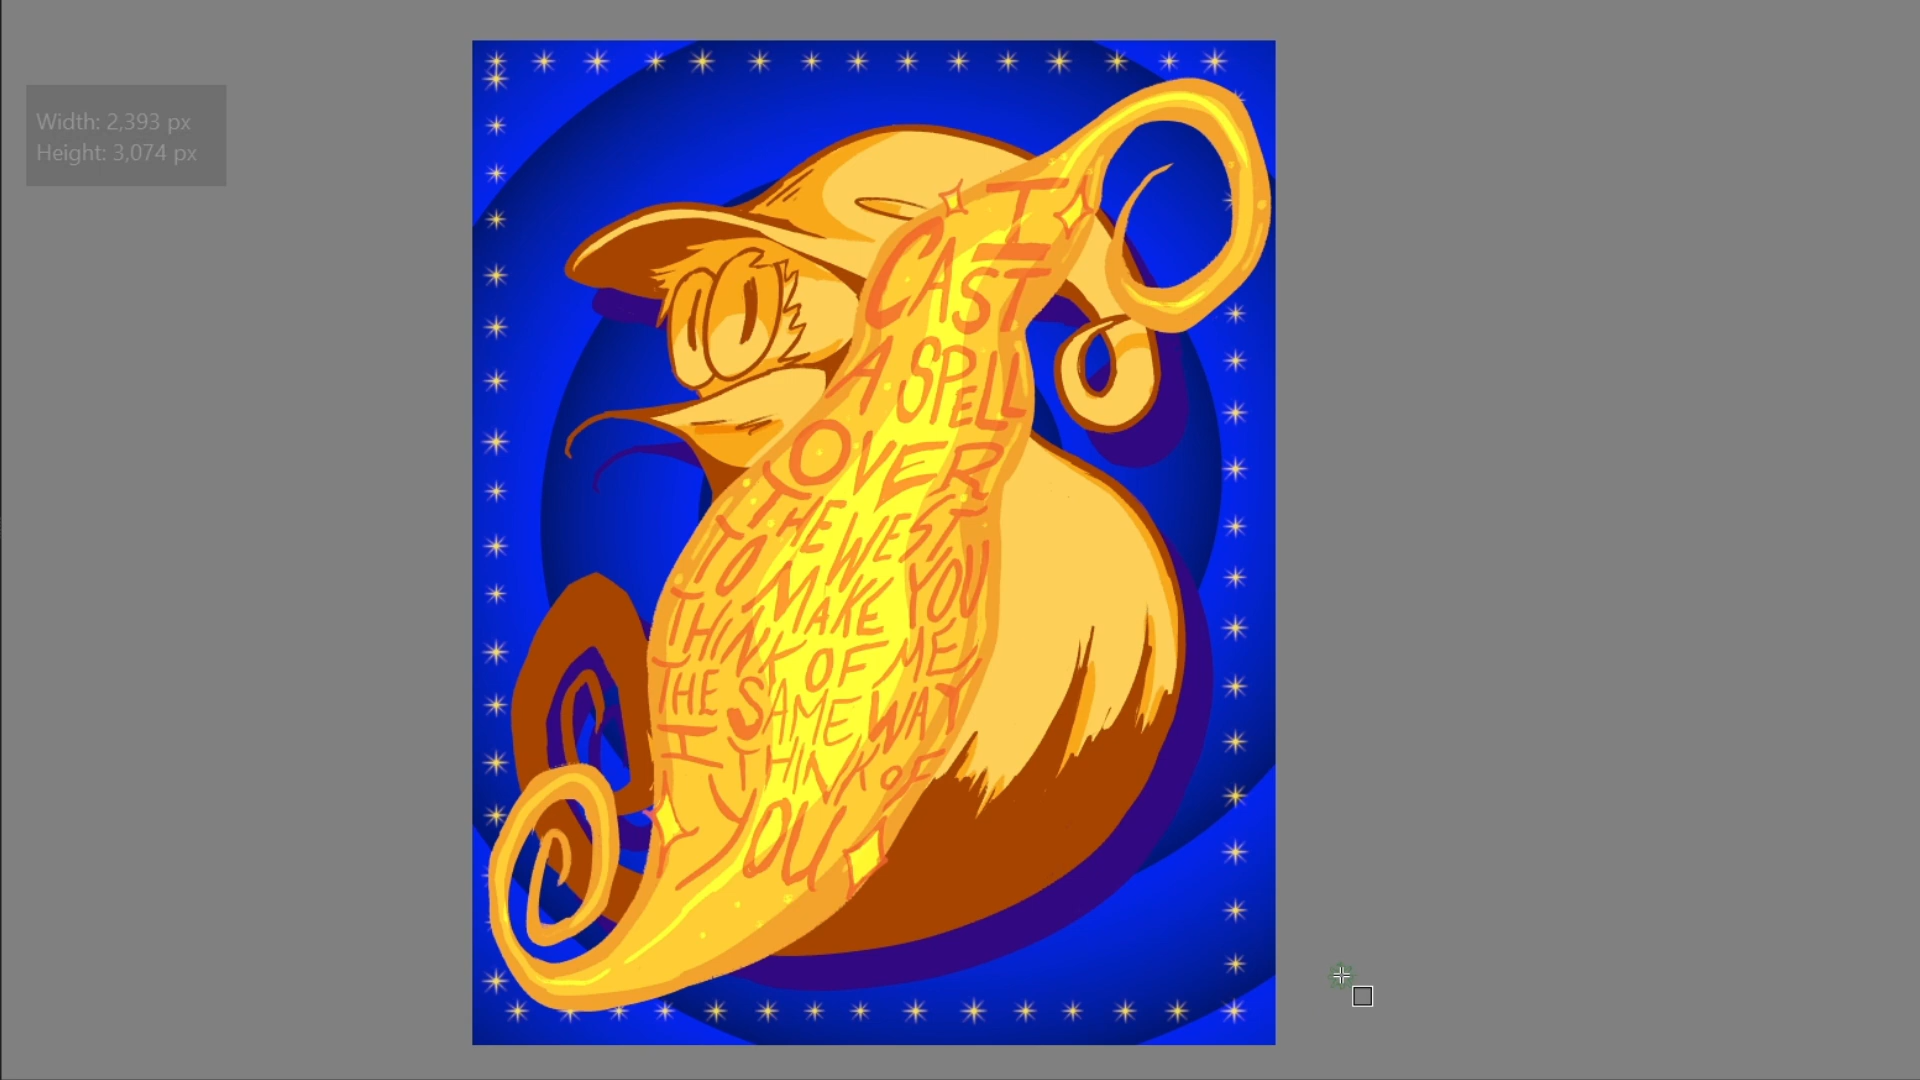 Width: 2,393 px
Height: 3,074 px
I
CAST
A SPELL
OVER
THE WEST
TO MAKE YOU
THINK OF ME
THE SAME WAY
I THINK OF
YOU